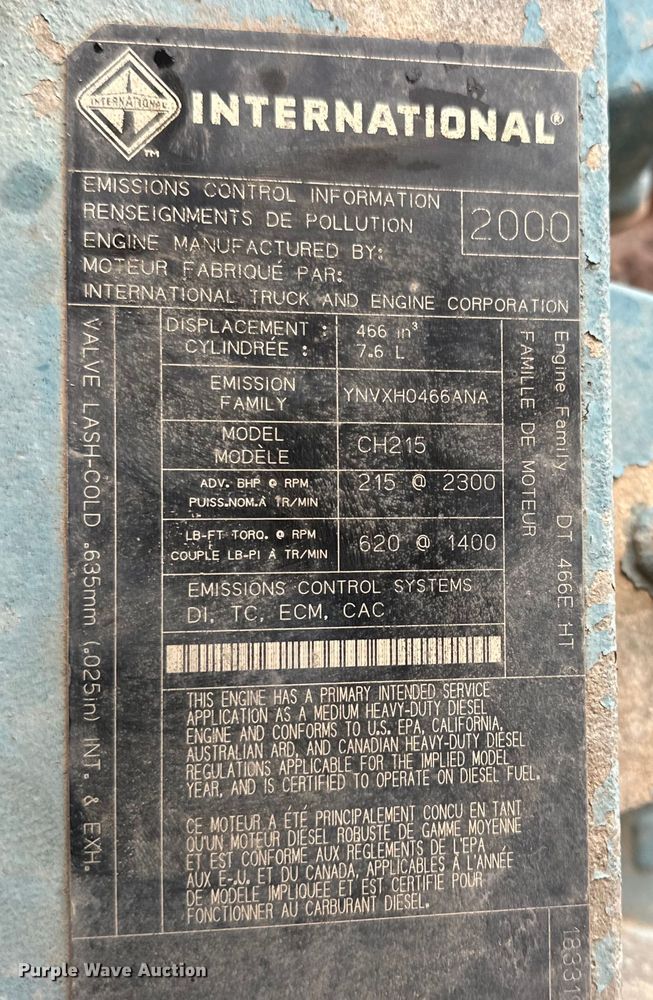 INTERNATIONAL
INTERNATIONAL®
TM
EMISSIONS CONTROL INFORMATION
RENSEIGNMENTS DE POLLUTION
2000
ENGINE MANUFACTURED BY:
MOTEUR FABRIQUÉ PAR:
INTERNATIONAL TRUCK AND ENGINE CORPORATION
VALVE LASH-COLD .635mm (.025in) INT. & EXH.
DISPLACEMENT : 466 in³
CYLINDRÉE : 7.6 L
EMISSION
FAMILY
YNVXH0466ANA
MODEL
MODÈLE
CH215
ADV. BHP @ RPM
PUISS.NOM.À TR/MIN
215 @ 2300
LB-FT TORQ. @ RPM
COUPLE LB-PI À TR/MIN
620 @ 1400
Engine Family DT 466E HT
FAMILLE DE MOTEUR
EMISSIONS CONTROL SYSTEMS
DI, TC, ECM, CAC
THIS ENGINE HAS A PRIMARY INTENDED SERVICE
APPLICATION AS A MEDIUM HEAVY-DUTY DIESEL
ENGINE AND CONFORMS TO U.S. EPA, CALIFORNIA,
AUSTRALIAN ARD, AND CANADIAN HEAVY-DUTY DIESEL
REGULATIONS APPLICABLE FOR THE IMPLIED MODEL
YEAR, AND IS CERTIFIED TO OPERATE ON DIESEL FUEL.
CE MOTEUR A ÉTÉ PRINCIPALEMENT CONCU EN TANT
QU'UN MOTEUR DIESEL ROBUSTE DE GAMME MOYENNE
ET EST CONFORME AUX REGLEMENTS DE L'EPA
AUX E-.U. ET DU CANADA, APPLICABLES À L'ANNÉE
DE MODELE IMPLIQUEE ET EST CERTIFIE POUR
FONCTIONNER AU CARBURANT DIESEL.
18331
Purple Wave Auction